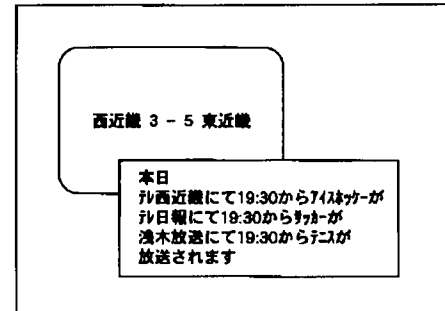 西近畿 3 - 5 東近畿
本日
ﾃﾚ西近畿にて19:30からｱｲｽﾎｯｹｰが
ﾃﾚ日報にて19:30からｻｯｶｰが
浅木放送にて19:30からﾃﾆｽが
放送されます